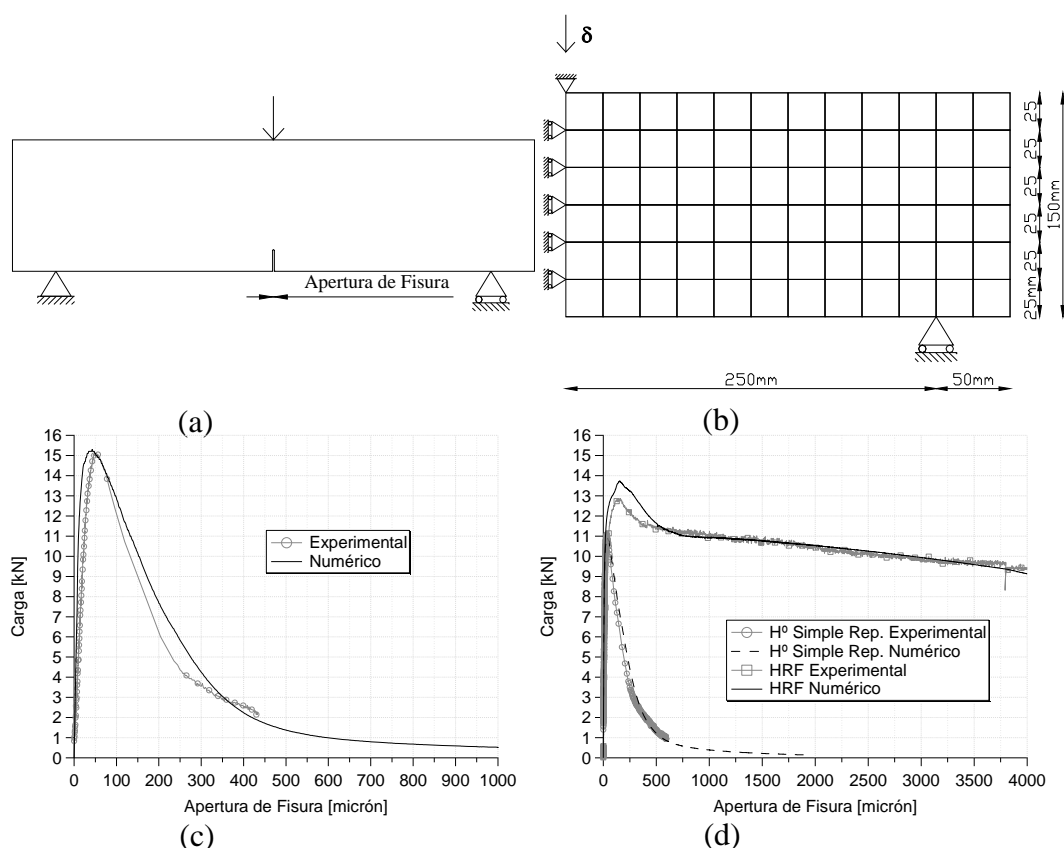 δ
Apertura de Fisura
25
25
25
25
25
25mm
150mm
250mm
50mm
(a)
(b)
16
15
14
13
12
11
10
9
8
7
6
5
4
3
2
1
0
Carga [kN]
Experimental
Numérico
0 100 200 300 400 500 600 700 800 900 1000
Apertura de Fisura [micrón]
(c)
16
15
14
13
12
11
10
9
8
7
6
5
4
3
2
1
0
Carga [kN]
Hº Simple Rep. Experimental
Hº Simple Rep. Numérico
HRF Experimental
HRF Numérico
0 500 1000 1500 2000 2500 3000 3500 4000
Apertura de Fisura [micrón]
(d)